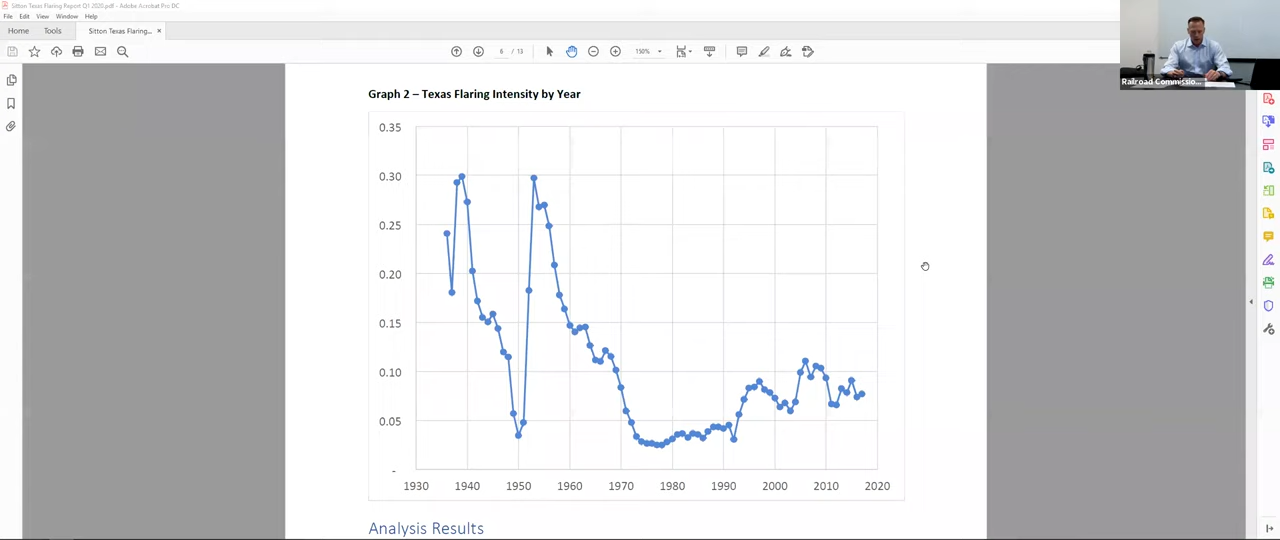 Sitton Texas Flaring Report Q1 2020.pdf - Adobe Acrobat Pro DC
File Edit View Window Help
Home Tools Sitton Texas Flaring... ×
6 / 13 150%
Railroad Commissio...
Graph 2 – Texas Flaring Intensity by Year
0.35
0.30
0.25
0.20
0.15
0.10
0.05
-
1930 1940 1950 1960 1970 1980 1990 2000 2010 2020
Analysis Results